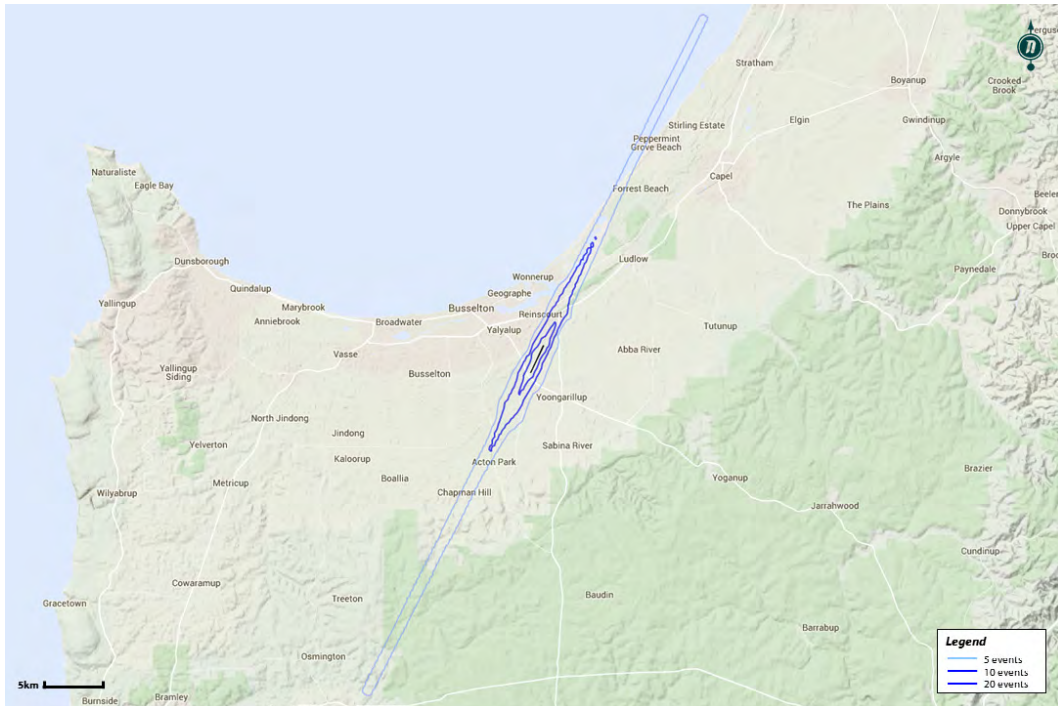 n
Ferguso
Stratham
Boyanup
Crooked
Brook
Elgin
Gwindinup
Stirling Estate
Peppermint
Grove Beach
Argyle
Capel
Naturaliste
Eagle Bay
Forrest Beach
Beeler
Donnybrook
The Plains
Upper Capel
Dunsborough
Ludlow
Broo
Paynedale
Wonnerup
Quindalup
Geographe
Yallingup
Marybrook
Busselton
Reinscourt
Anniebrook
Broadwater
Yalyalup
Tutunup
Vasse
Abba River
Yallingup
Siding
Busselton
Yoongarillup
North Jindong
Jindong
Yelverton
Sabina River
Kaloorup
Acton Park
Brazier
Metricup
Boallia
Yoganup
Wilyabrup
Chapman Hill
Jarrahwood
Cundinup
Cowaramup
Treeton
Baudin
Gracetown
Barrabup
Legend
Osmington
5 events
10 events
20 events
5km
Burnside
Bramley